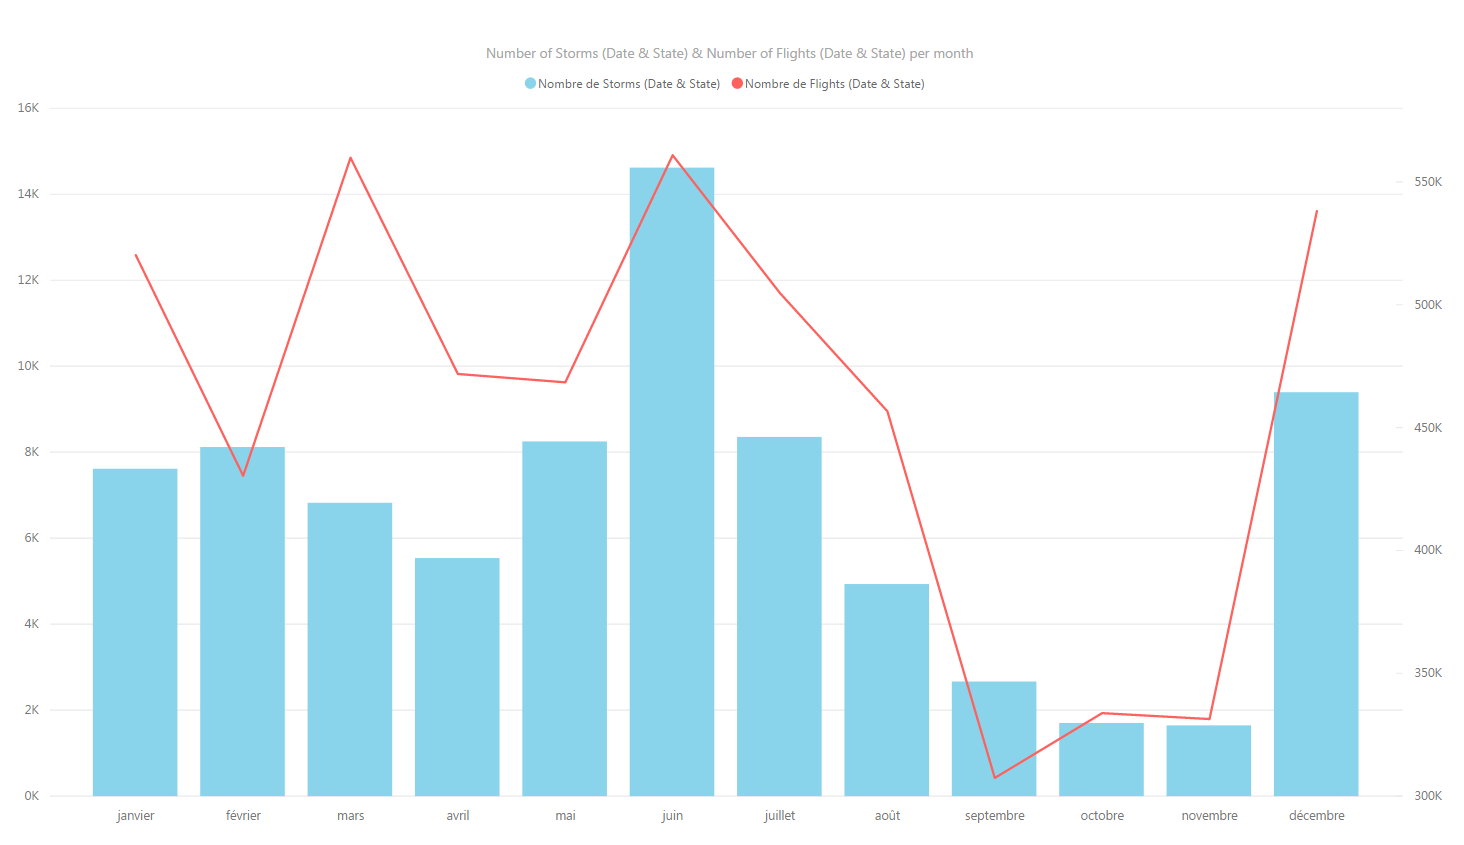 Number of Storms (Date & State) & Number of Flights (Date & State) per month
Nombre de Storms (Date & State) Nombre de Flights (Date & State)
16K
14K
12K
10K
8K
6K
4K
2K
0K
550K
500K
450K
400K
350K
300K
janvier février mars avril mai juin juillet août septembre octobre novembre décembre